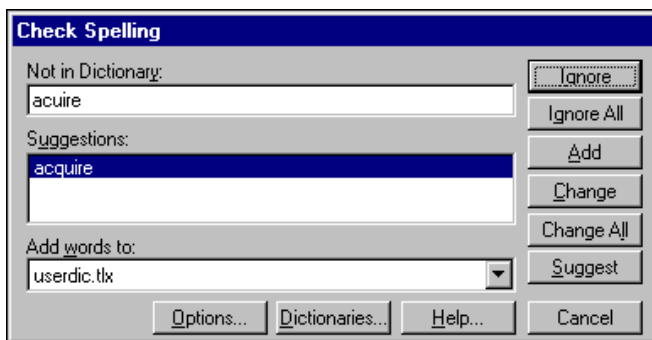 Check Spelling
Not in Dictionary:
acuire
Suggestions:
acquire
Add words to:
userdic.tlx
Ignore
Ignore All
Add
Change
Change All
Suggest
Options...
Dictionaries...
Help...
Cancel